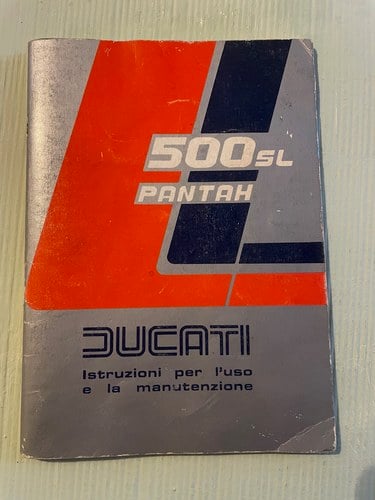 500SL
PANTAH
DUCATI
Istruzioni per l'uso
e la manutenzione